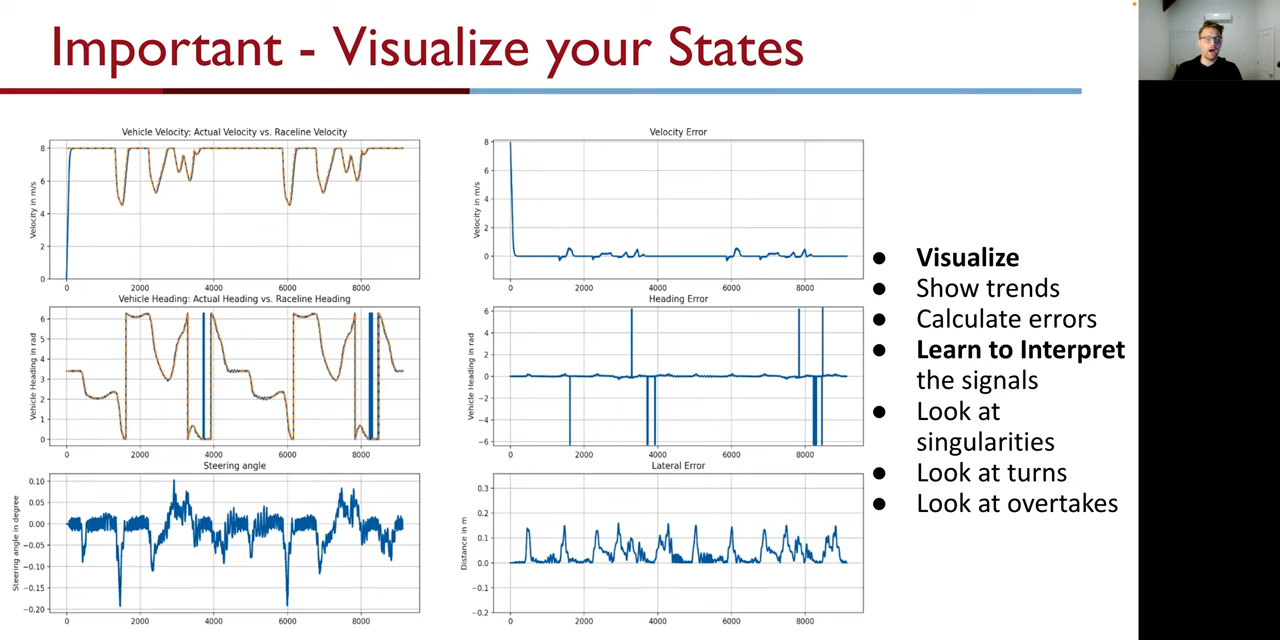 Important - Visualize your States
Vehicle Velocity: Actual Velocity vs. Raceline Velocity
Velocity in m/s
8
6
4
2
0
0 2000 4000 6000 8000
Velocity Error
Velocity in m/s
8
6
4
2
0
0 2000 4000 6000 8000
Vehicle Heading: Actual Heading vs. Raceline Heading
Vehicle Heading in rad
6
5
4
3
2
1
0
0 2000 4000 6000 8000
Heading Error
Vehicle Heading in rad
6
4
2
0
−2
−4
−6
0 2000 4000 6000 8000
Steering angle
Steering angle in degree
0.10
0.05
0.00
−0.05
−0.10
−0.15
−0.20
0 2000 4000 6000 8000
Lateral Error
Distance in m
0.3
0.2
0.1
0.0
−0.1
−0.2
0 2000 4000 6000 8000
● Visualize
● Show trends
● Calculate errors
● Learn to Interpret
the signals
● Look at
singularities
● Look at turns
● Look at overtakes